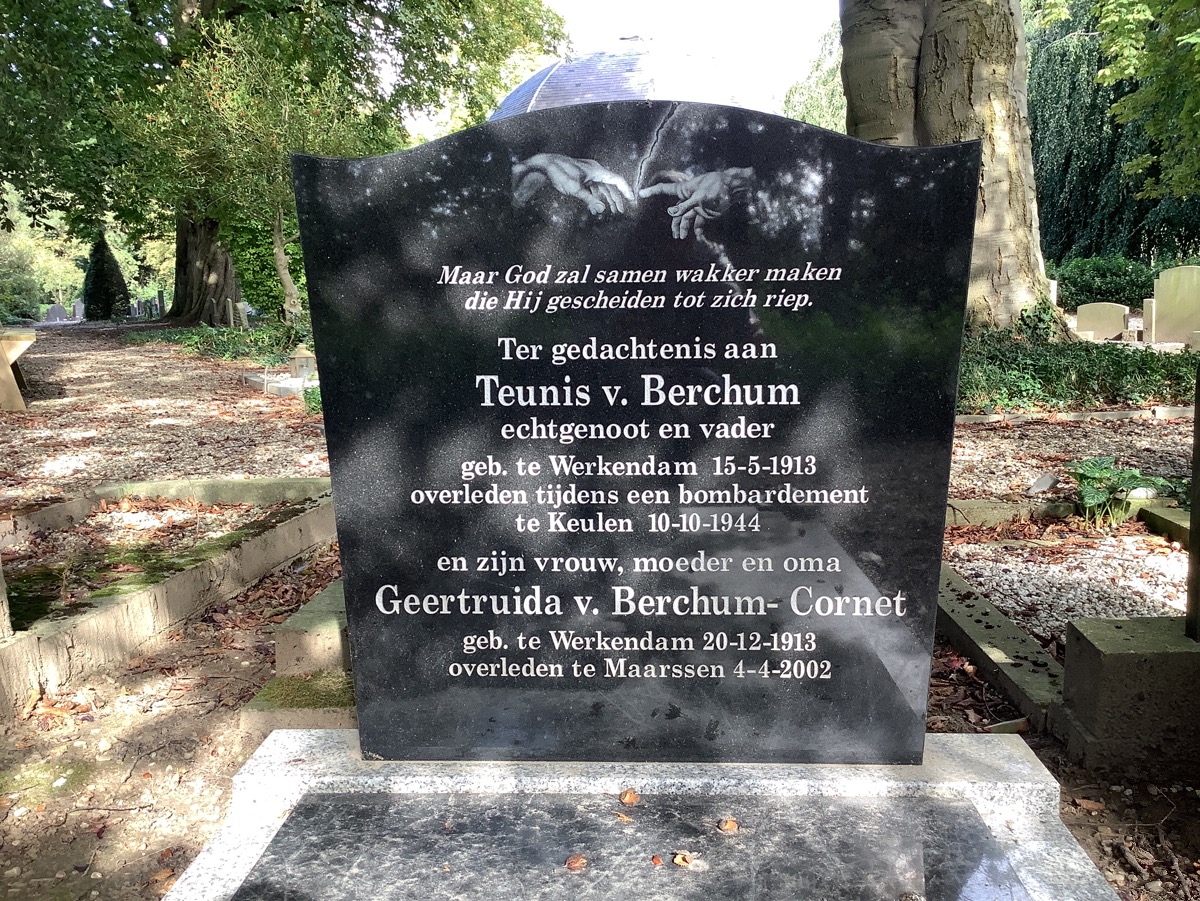 Maar God zal samen wakker maken
die Hij gescheiden tot zich riep.
Ter gedachtenis aan
Teunis v. Berchum
echtgenoot en vader
geb. te Werkendam 15-5-1913
overleden tijdens een bombardement
te Keulen 10-10-1944
en zijn vrouw, moeder en oma
Geertruida v. Berchum- Cornet
geb. te Werkendam 20-12-1913
overleden te Maarssen 4-4-2002